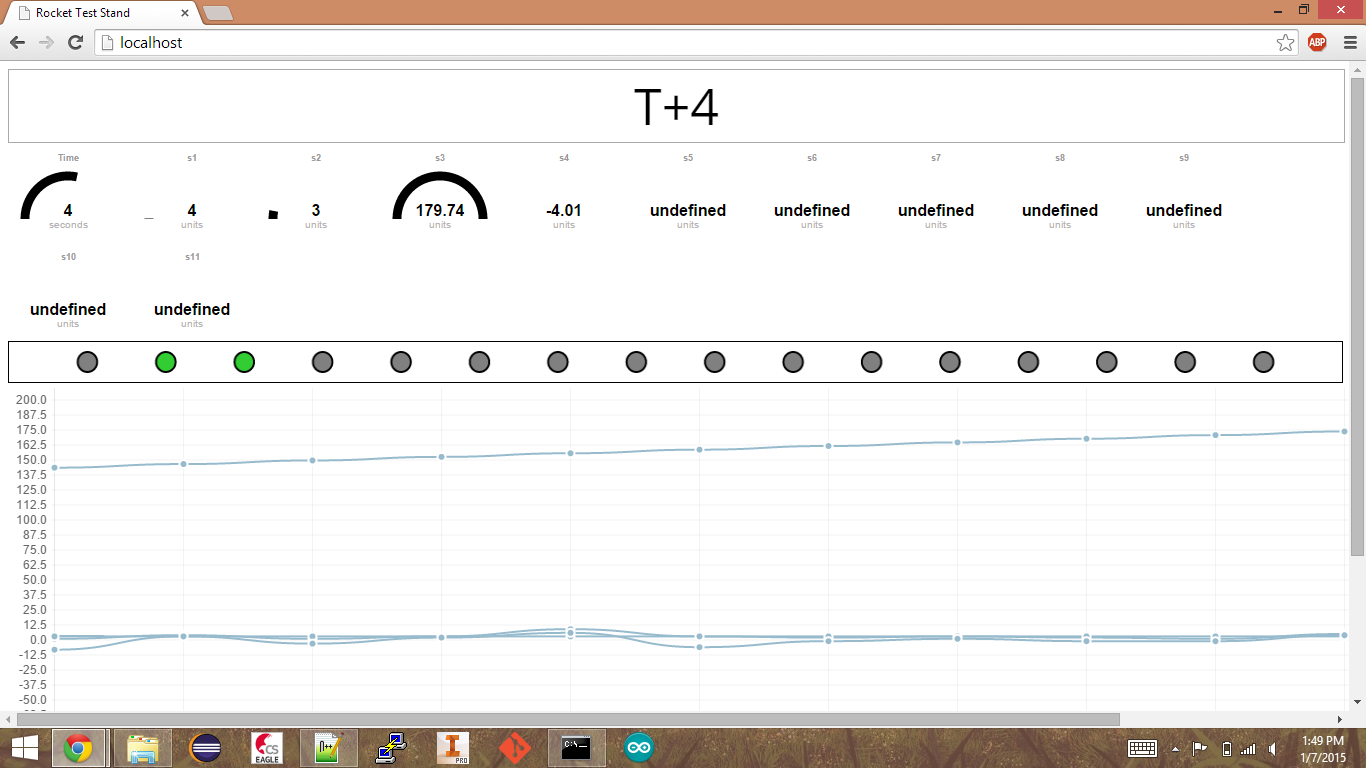 Rocket Test Stand
localhost
ABP
T+4
Time s1 s2 s3 s4 s5 s6 s7 s8 s9
4 4 3 179.74 -4.01 undefined undefined undefined undefined undefined
seconds units units units units units units units units units
s10 s11
undefined undefined
units units
200.0
187.5
175.0
162.5
150.0
137.5
125.0
112.5
100.0
87.5
75.0
62.5
50.0
37.5
25.0
12.5
0.0
-12.5
-25.0
-37.5
-50.0
CS
EAGLE
N++
C:\
PRO
1:49 PM
1/7/2015